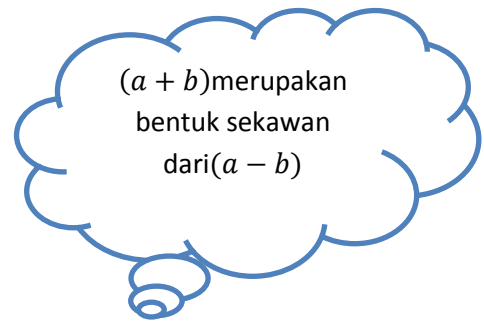 (𝑎 + 𝑏)merupakan
bentuk sekawan
dari(𝑎 − 𝑏)